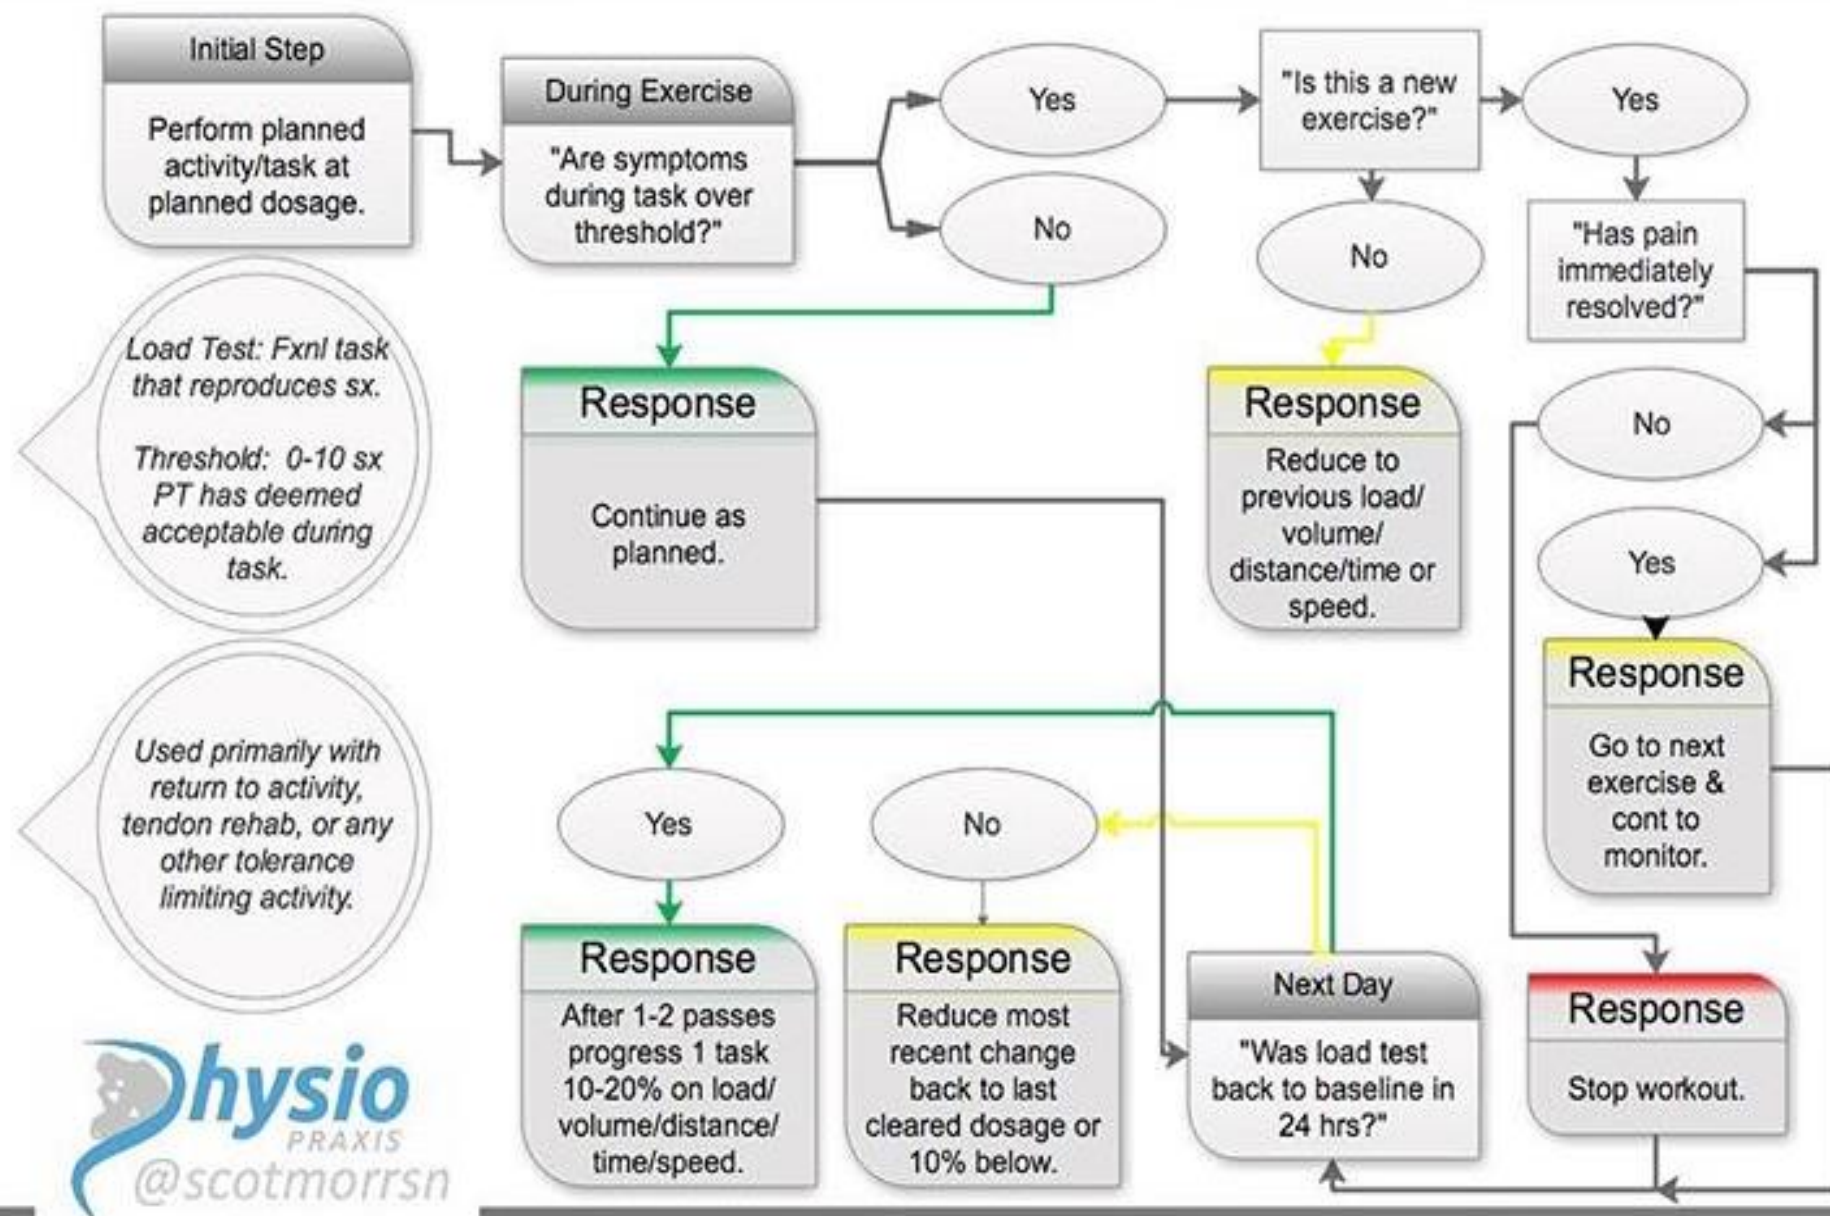 Initial Step
Perform planned
activity/task at
planned dosage.
During Exercise
"Are symptoms
during task over
threshold?"
Yes
No
"Is this a new
exercise?"
Yes
No
"Has pain
immediately
resolved?"
No
Yes
Load Test: Fxnl task
that reproduces sx.
Threshold: 0-10 sx
PT has deemed
acceptable during
task.
Response
Continue as
planned.
Response
Reduce to
previous load/
volume/
distance/time or
speed.
Response
Go to next
exercise &
cont to
monitor.
Used primarily with
return to activity,
tendon rehab, or any
other tolerance
limiting activity.
Yes
No
Response
After 1-2 passes
progress 1 task
10-20% on load/
volume/distance/
time/speed.
Response
Reduce most
recent change
back to last
cleared dosage or
10% below.
Next Day
"Was load test
back to baseline in
24 hrs?"
Response
Stop workout.
Physio
PRAXIS
@scotmorrsn